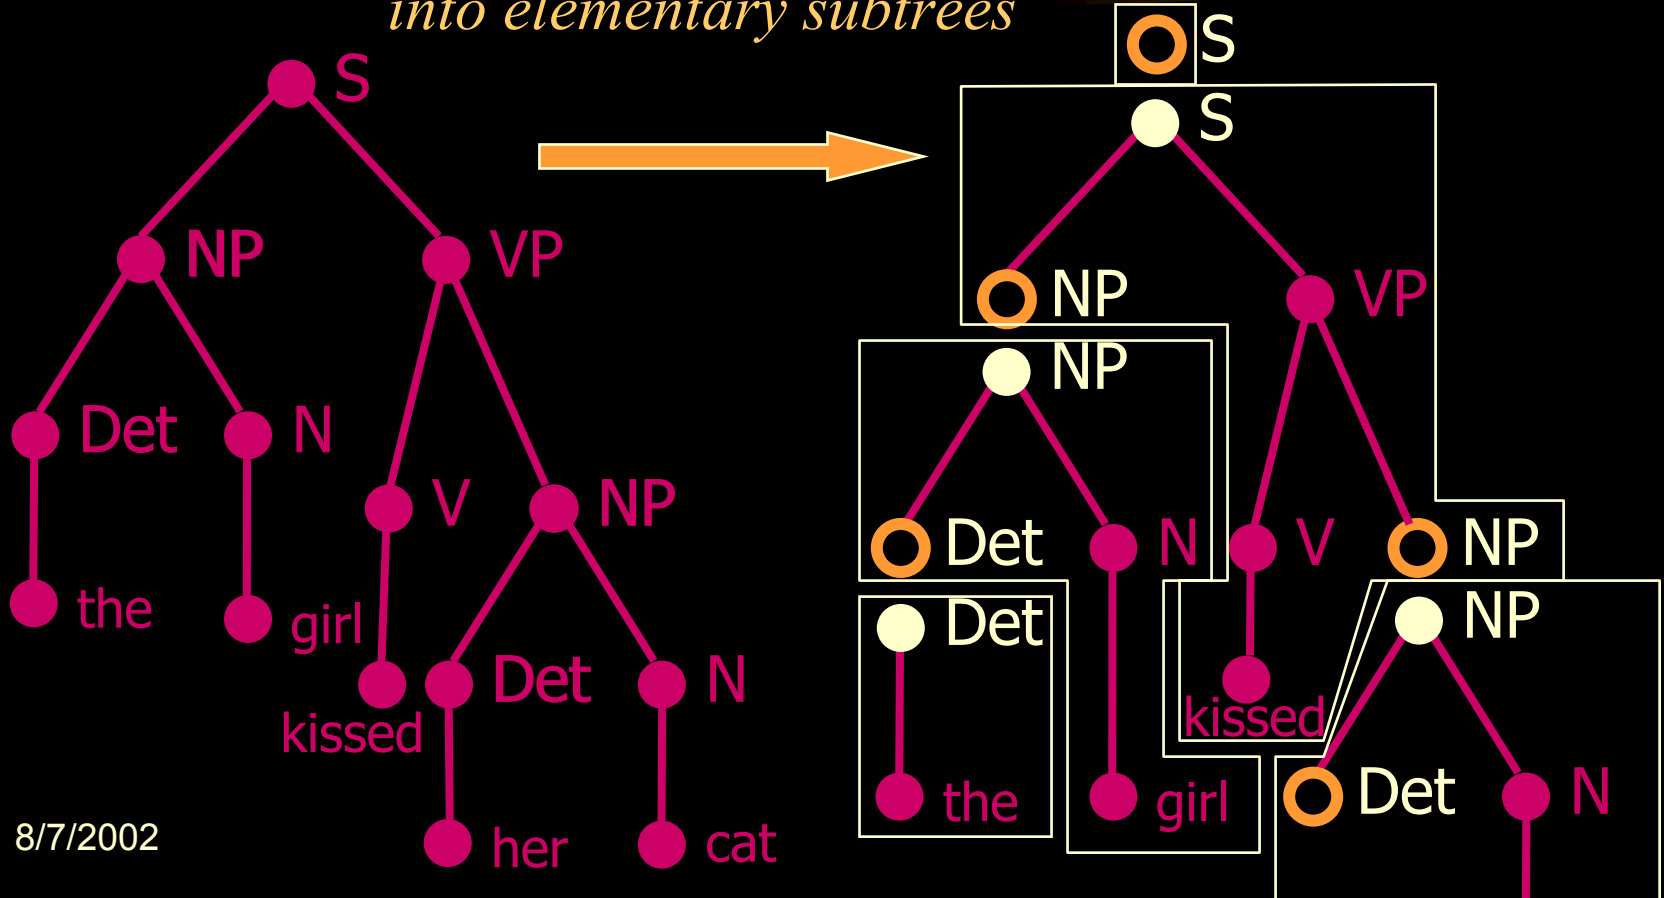 into elementary subtrees
S
NP VP
Det N
V NP
the
girl
Det N
kissed
her cat
8/7/2002
S
S
NP VP
NP
Det N V NP
Det NP
kissed
the girl Det N